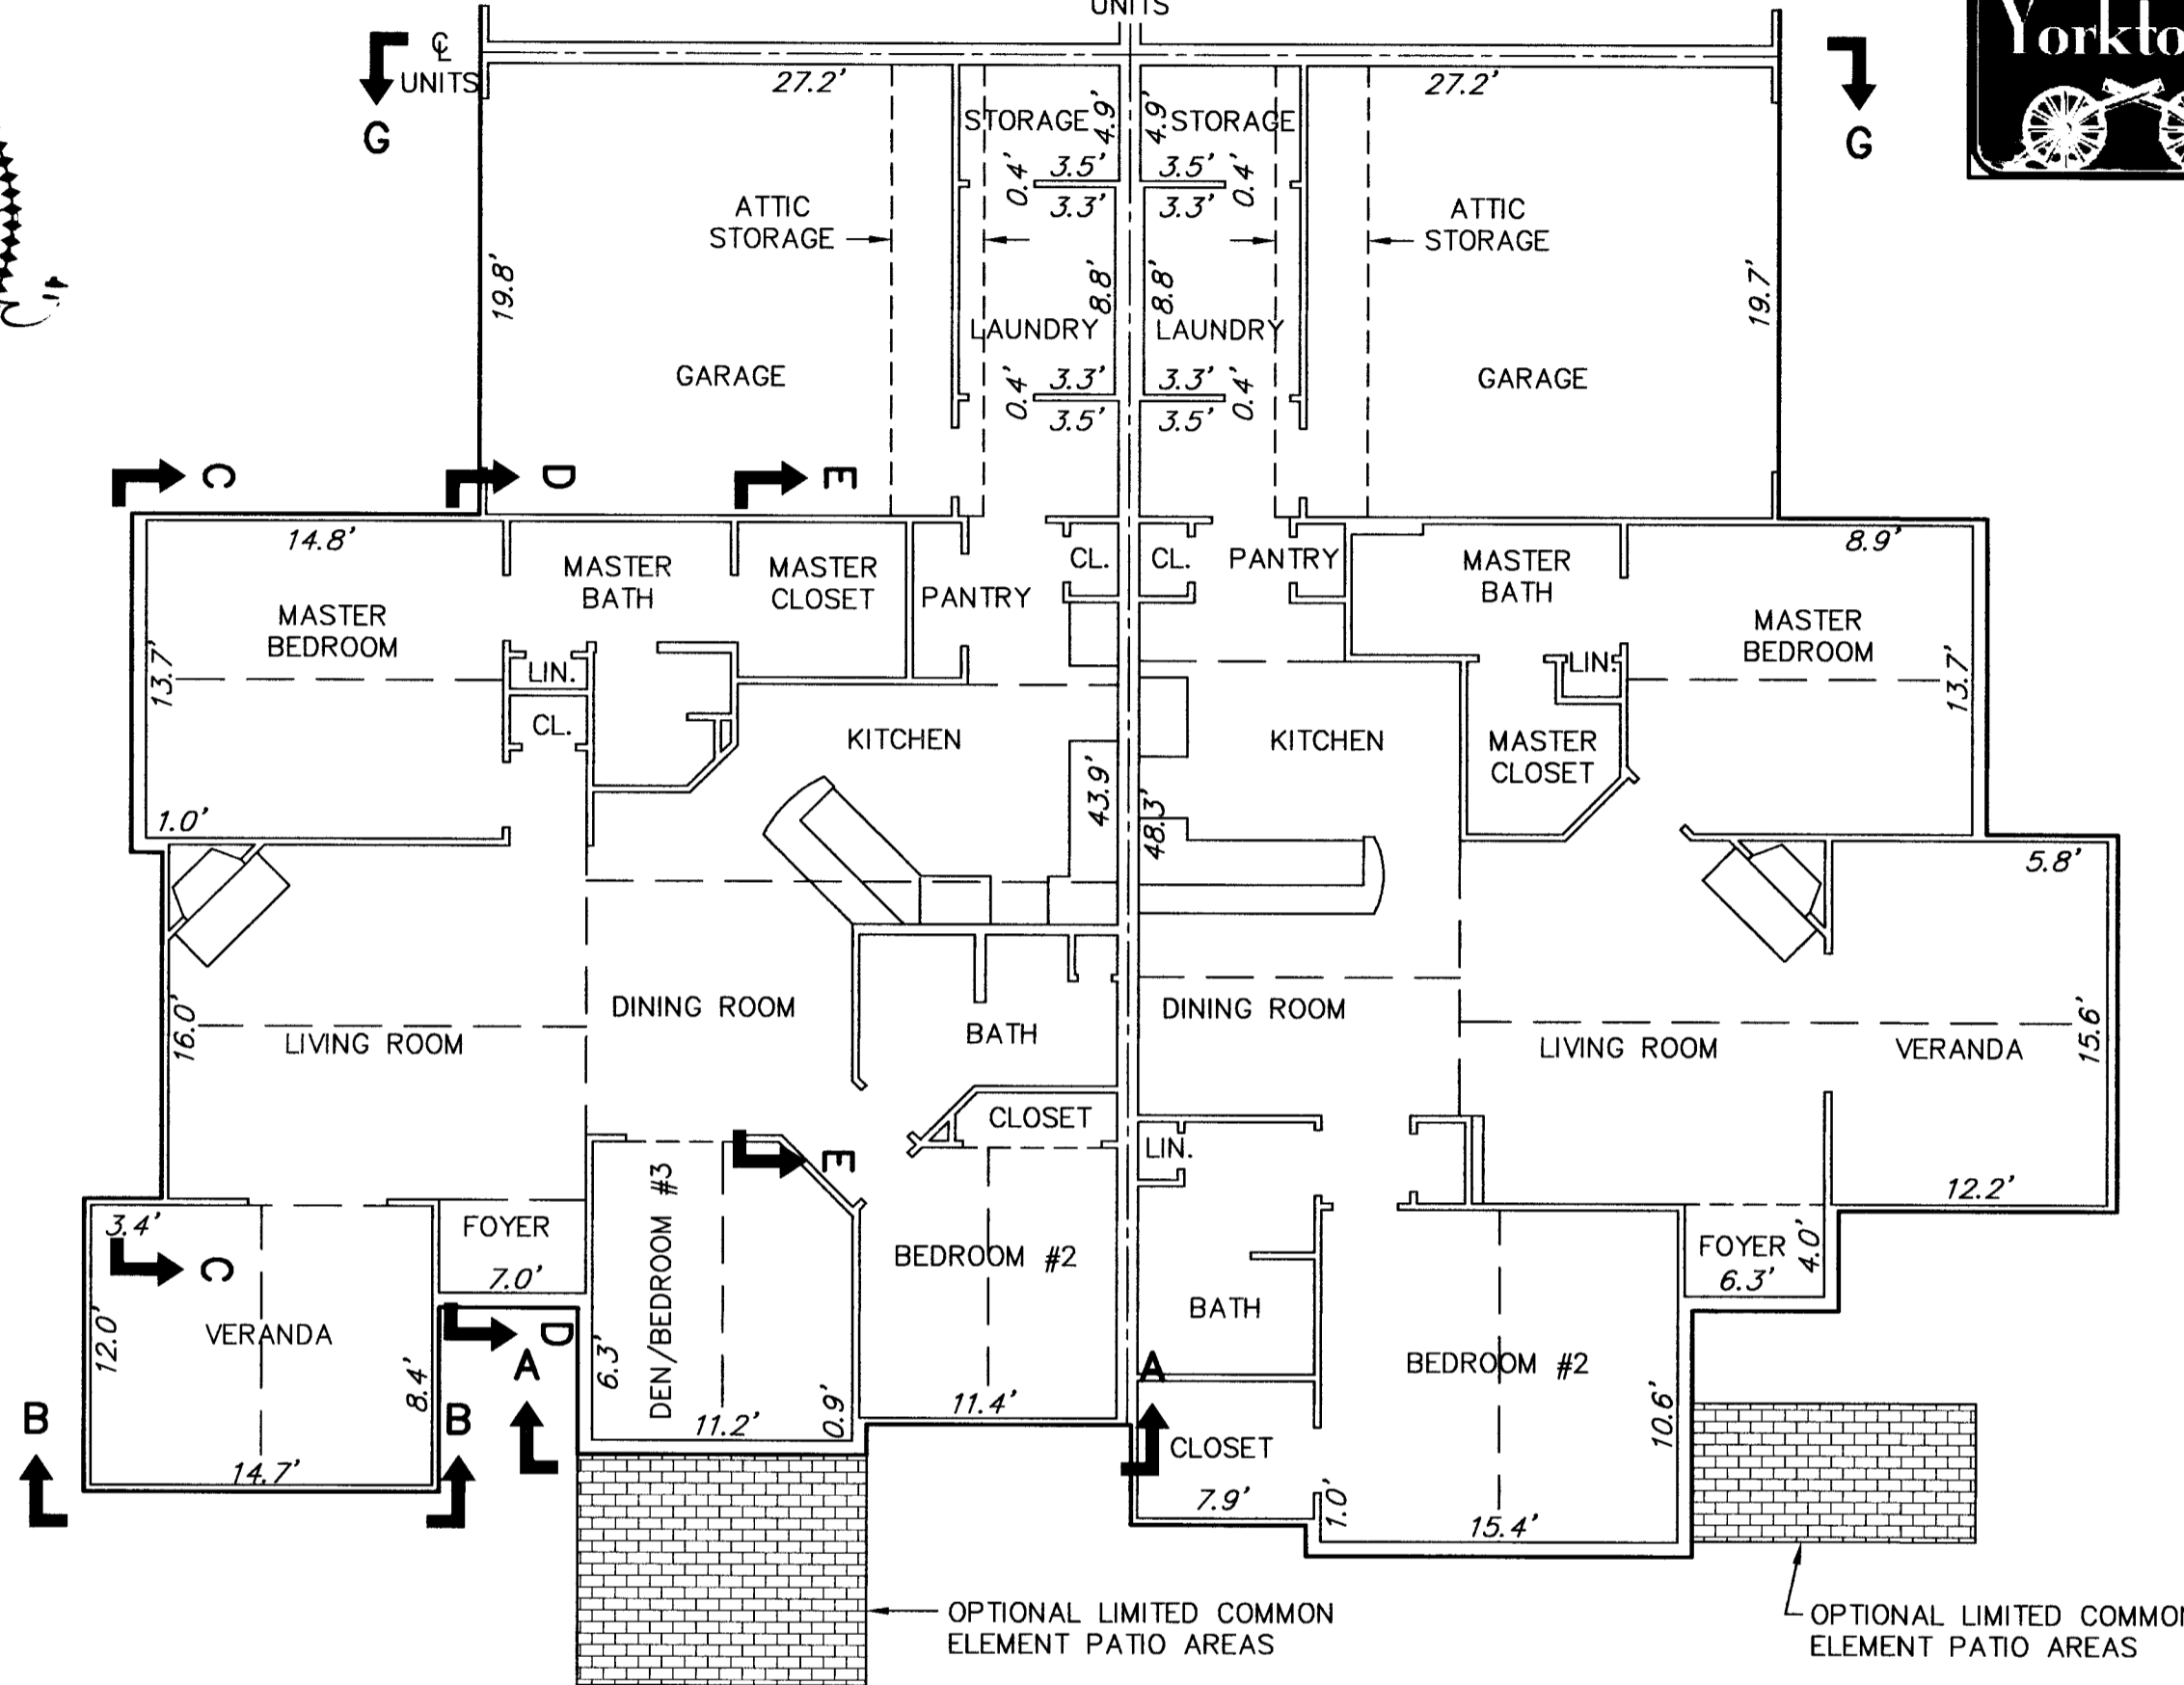 UNITS
Yorkto
℄
UNITS
G
G
27.2'
27.2'
STORAGE
4.9'
4.9'
STORAGE
3.5'
3.5'
0.4'
0.4'
3.3'
3.3'
ATTIC
STORAGE
ATTIC
STORAGE
19.8'
8.8'
8.8'
19.7'
LAUNDRY
LAUNDRY
GARAGE
GARAGE
0.4'
3.3'
3.3'
0.4'
3.5'
3.5'
C
D
E
14.8'
8.9'
MASTER
BATH
MASTER
CLOSET
PANTRY
CL.
CL.
PANTRY
MASTER
BATH
MASTER
BEDROOM
MASTER
BEDROOM
13.7'
LIN.
LIN.
13.7'
CL.
KITCHEN
KITCHEN
MASTER
CLOSET
1.0'
43.9'
48.3'
5.8'
16.0'
LIVING ROOM
DINING ROOM
BATH
DINING ROOM
LIVING ROOM
VERANDA
15.6'
CLOSET
LIN.
E
3.4'
FOYER
7.0'
C
DEN/BEDROOM #3
BEDROOM #2
12.2'
FOYER
4.0'
6.3'
12.0'
VERANDA
8.4'
D
A
6.3'
BATH
A
BEDROOM #2
B
B
14.7'
11.2'
0.9'
11.4'
CLOSET
10.6'
7.9'
1.0'
15.4'
OPTIONAL LIMITED COMMON
ELEMENT PATIO AREAS
OPTIONAL LIMITED COMMON
ELEMENT PATIO AREAS